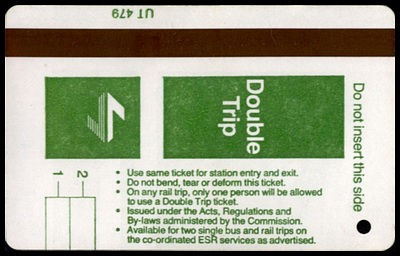 UT 479
Double
Trip
Do not insert this side
1
2
• Use same ticket for station entry and exit.
• Do not bend, tear or deform this ticket.
• On any rail trip, only one person will be allowed
to use a Double Trip ticket.
• Issued under the Acts, Regulations and
By-laws administered by the Commission.
• Available for two single bus and rail trips on
the co-ordinated ESR services as advertised.